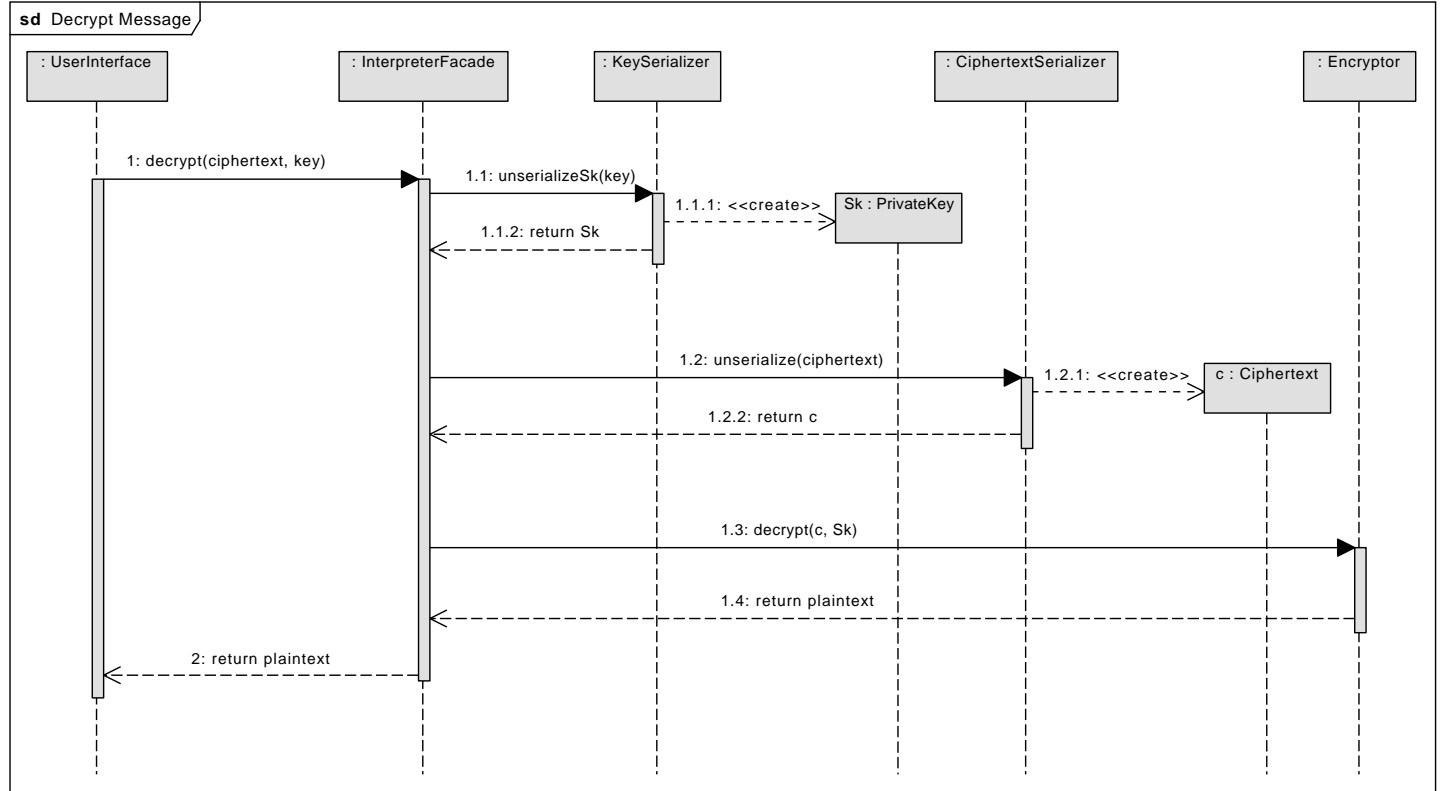 sd Decrypt Message
: UserInterface
: InterpreterFacade
: KeySerializer
: CiphertextSerializer
: Encryptor
1: decrypt(ciphertext, key)
1.1: unserializeSk(key)
1.1.1: <<create>>
Sk : PrivateKey
1.1.2: return Sk
1.2: unserialize(ciphertext)
1.2.1: <<create>>
c : Ciphertext
1.2.2: return c
1.3: decrypt(c, Sk)
1.4: return plaintext
2: return plaintext